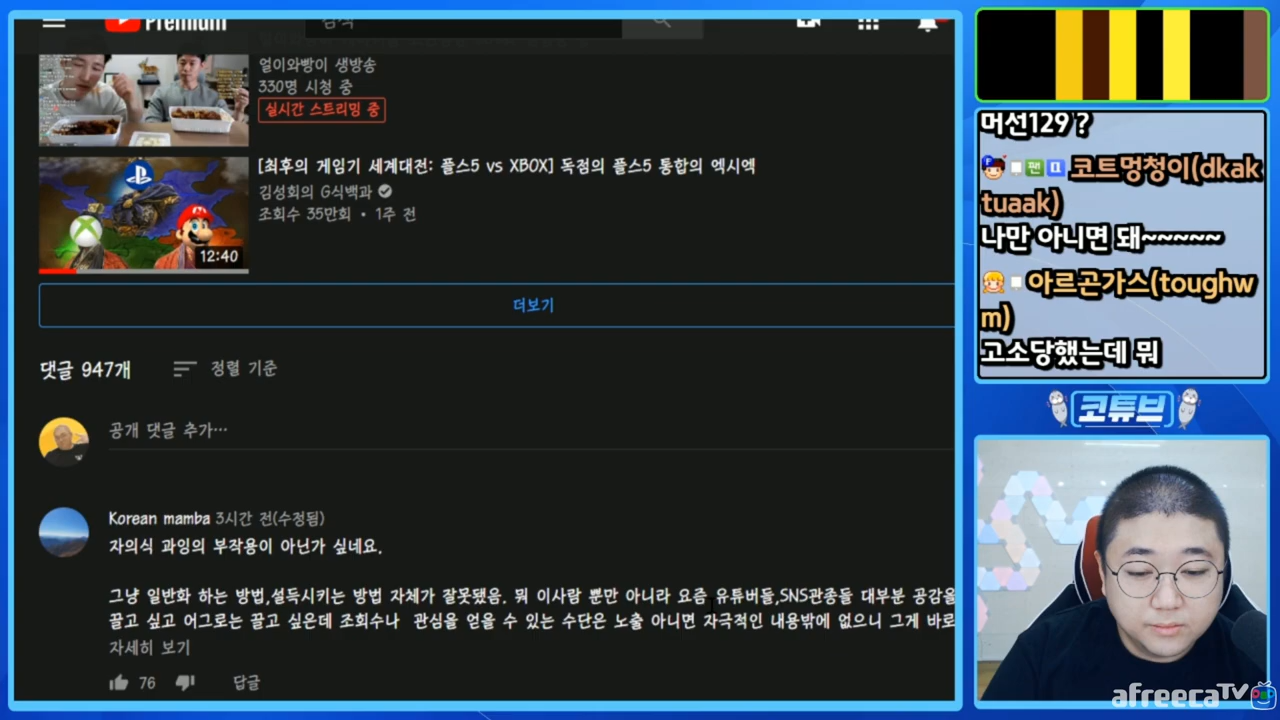 Premium
검색
얼이와빵이 생방송
330명 시청 중
실시간 스트리밍 중
[최후의 게임기 세계대전: 플스5 vs XBOX] 독점의 플스5 통합의 엑시엑
김성회의 G식백과
조회수 35만회 • 1주 전
12:40
더보기
댓글 947개
정렬 기준
공개 댓글 추가…
Korean mamba 3시간 전(수정됨)
자의식 과잉의 부작용이 아닌가 싶네요.
그냥 일반화 하는 방법,설득시키는 방법 자체가 잘못됐음. 뭐 이사람 뿐만 아니라 요즘 유튜버들,SNS관종들 대부분 공감을
끌고 싶고 어그로는 끌고 싶은데 조회수나 관심을 얻을 수 있는 수단은 노출 아니면 자극적인 내용밖에 없으니 그게 바로
자세히 보기
76
답글
머선129?
팬 코트멍청이(dkak
tuaak)
나만 아니면 돼~~~~~
아르곤가스(toughw
m)
고소당했는데 뭐
코튜브
afreecaTV